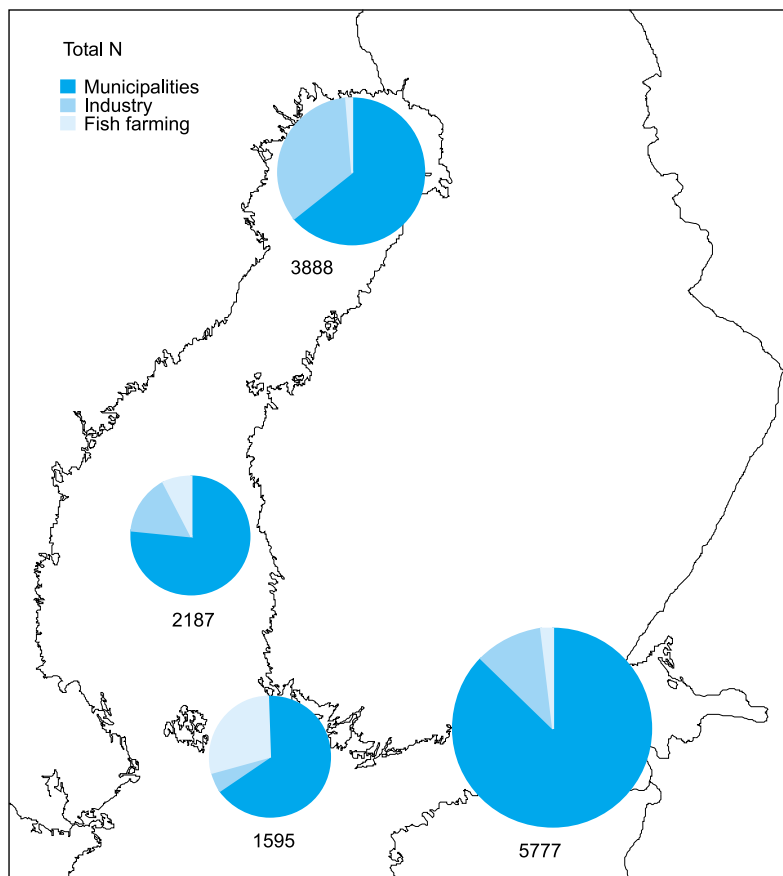 Total N
Municipalities
Industry
Fish farming
3888
2187
1595
5777